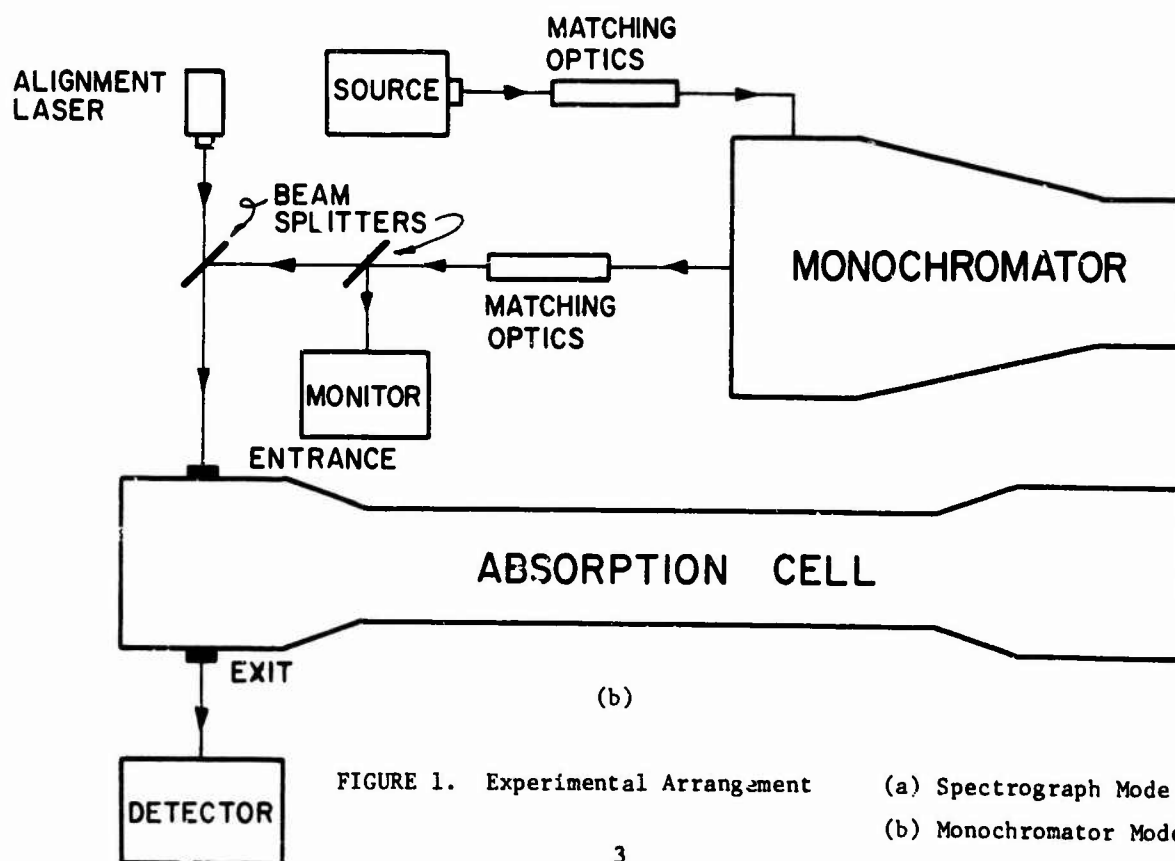 MATCHING
OPTICS
ALIGNMENT
LASER
SOURCE
BEAM
SPLITTERS
MONOCHROMATOR
MATCHING
OPTICS
MONITOR
ENTRANCE
ABSORPTION CELL
EXIT
(b)
DETECTOR
FIGURE 1. Experimental Arrangement
(a) Spectrograph Mode
(b) Monochromator Mode
3